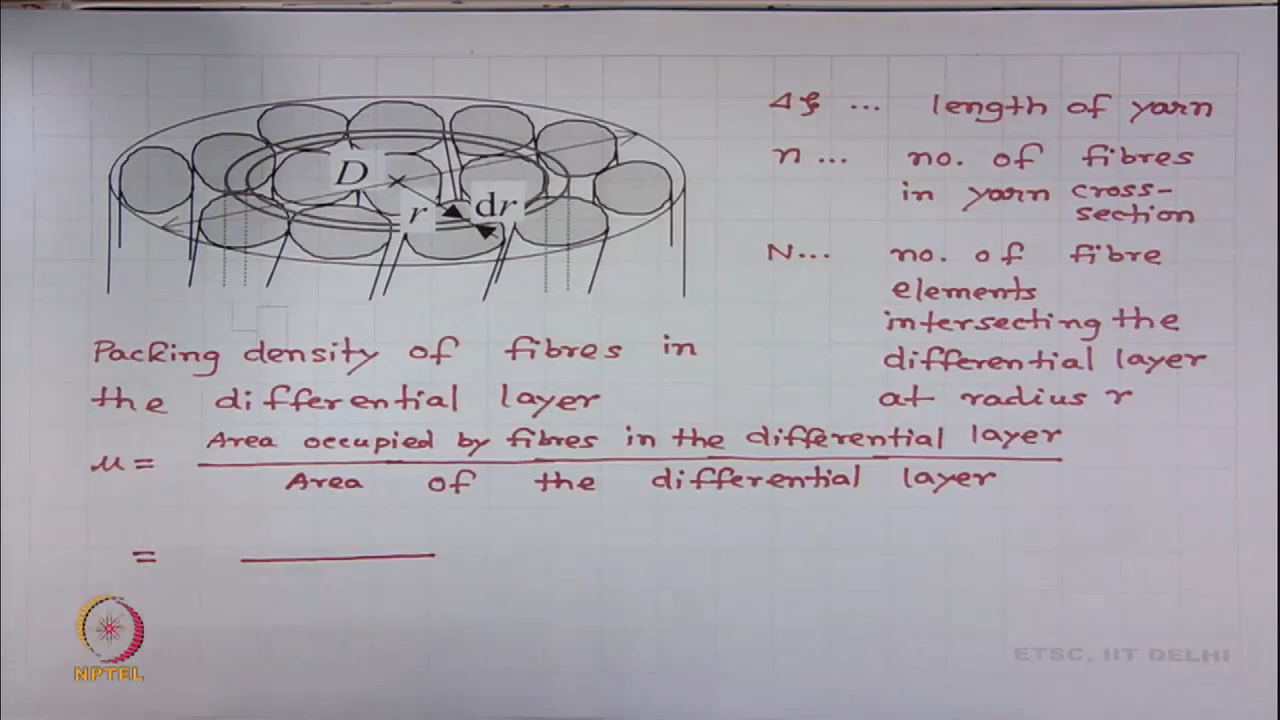 D
r
dr
Δξ ... length of yarn
n ... no. of fibres
in yarn cross-
section
N... no. of fibre
elements
intersecting the
differential layer
at radius r
Packing density of fibres in
the differential layer
μ = Area occupied by fibres in the differential layer
Area of the differential layer
=
NPTEL
ETSC, IIT DELHI